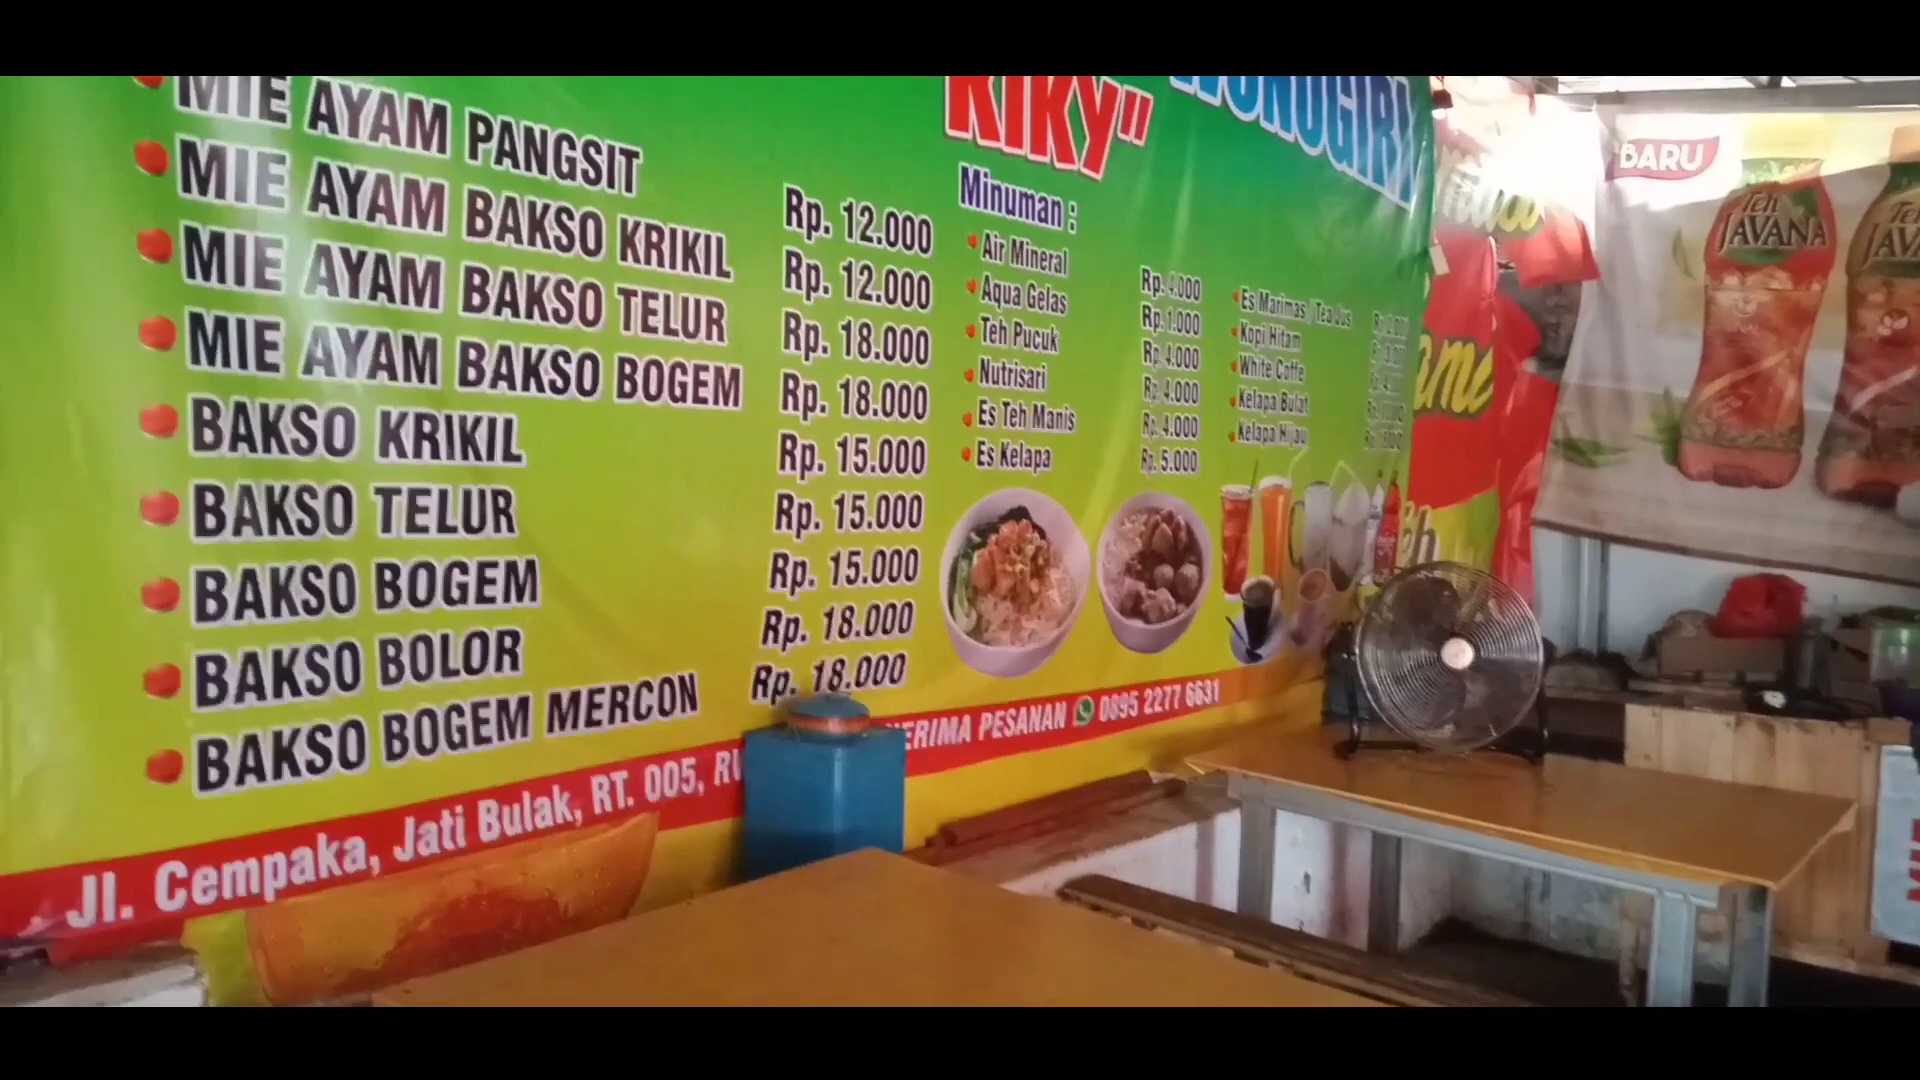 KIKY"
MIE AYAM PANGSIT Rp. 12.000
MIE AYAM BAKSO KRIKIL Rp. 12.000
MIE AYAM BAKSO TELUR Rp. 18.000
MIE AYAM BAKSO BOGEM Rp. 18.000
BAKSO KRIKIL Rp. 15.000
BAKSO TELUR Rp. 15.000
BAKSO BOGEM Rp. 15.000
BAKSO BOLOR Rp. 18.000
BAKSO BOGEM MERCON Rp. 18.000
Minuman :
Air Mineral Rp. 4.000
Aqua Gelas Rp. 1.000
Teh Pucuk Rp. 4.000
Nutrisari Rp. 4.000
Es Teh Manis Rp. 4.000
Es Kelapa Rp. 5.000
Es Marimas / Tea Jus
Kopi Hitam
White Coffe
Kelapa Bulat
Kelapa Hijau
Jl. Cempaka, Jati Bulak, RT. 005,
PESANAN 0895 2277 6631
BARU
Teh
JAVANA